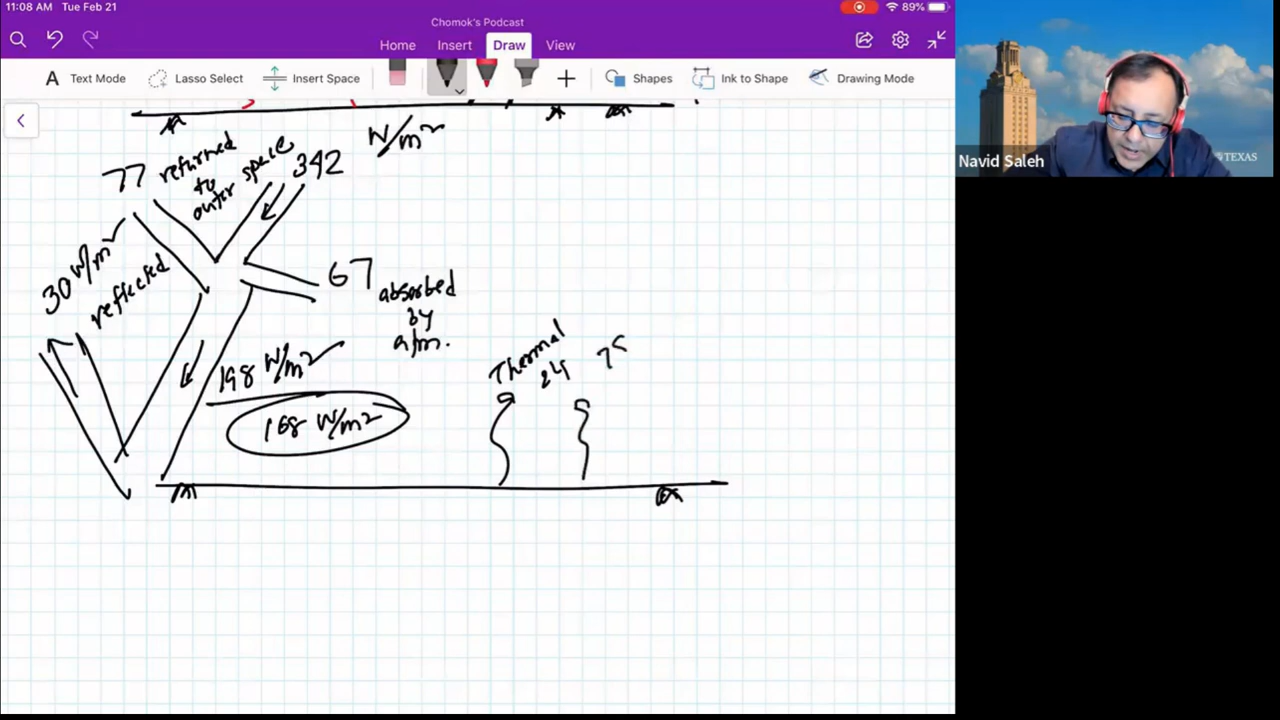 11:08 AM Tue Feb 21
89%
Chomok's Podcast
Home Insert Draw View
Text Mode Lasso Select Insert Space Shapes Ink to Shape Drawing Mode
Navid Saleh
TEXAS
W/m²
77 returned
to
outer space
342
30 W/m²
reflected
67 absorbed
by
atm.
198 W/m²
168 W/m²
Thermal
24